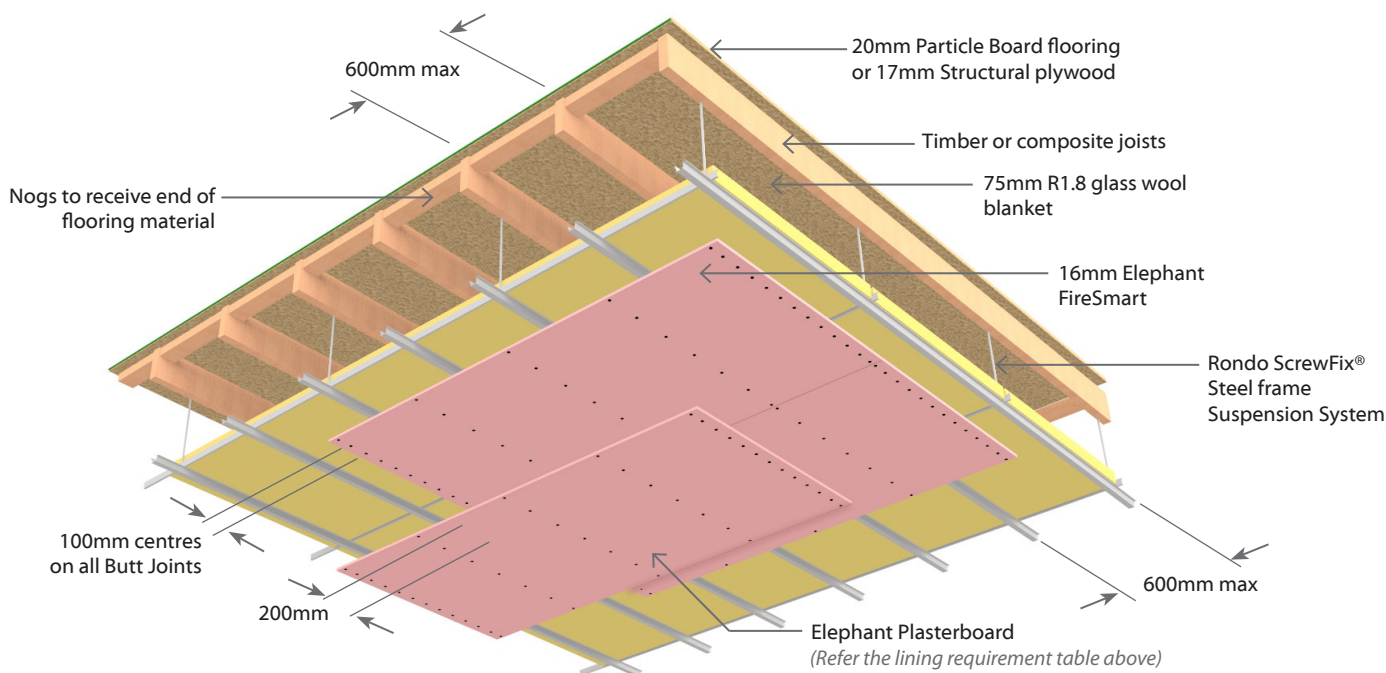 20mm Particle Board flooring
or 17mm Structural plywood
600mm max
Timber or composite joists
75mm R1.8 glass wool
blanket
Nogs to receive end of
flooring material
16mm Elephant
FireSmart
Rondo ScrewFix®
Steel frame
Suspension System
100mm centres
on all Butt Joints
600mm max
200mm
Elephant Plasterboard
(Refer the lining requirement table above)